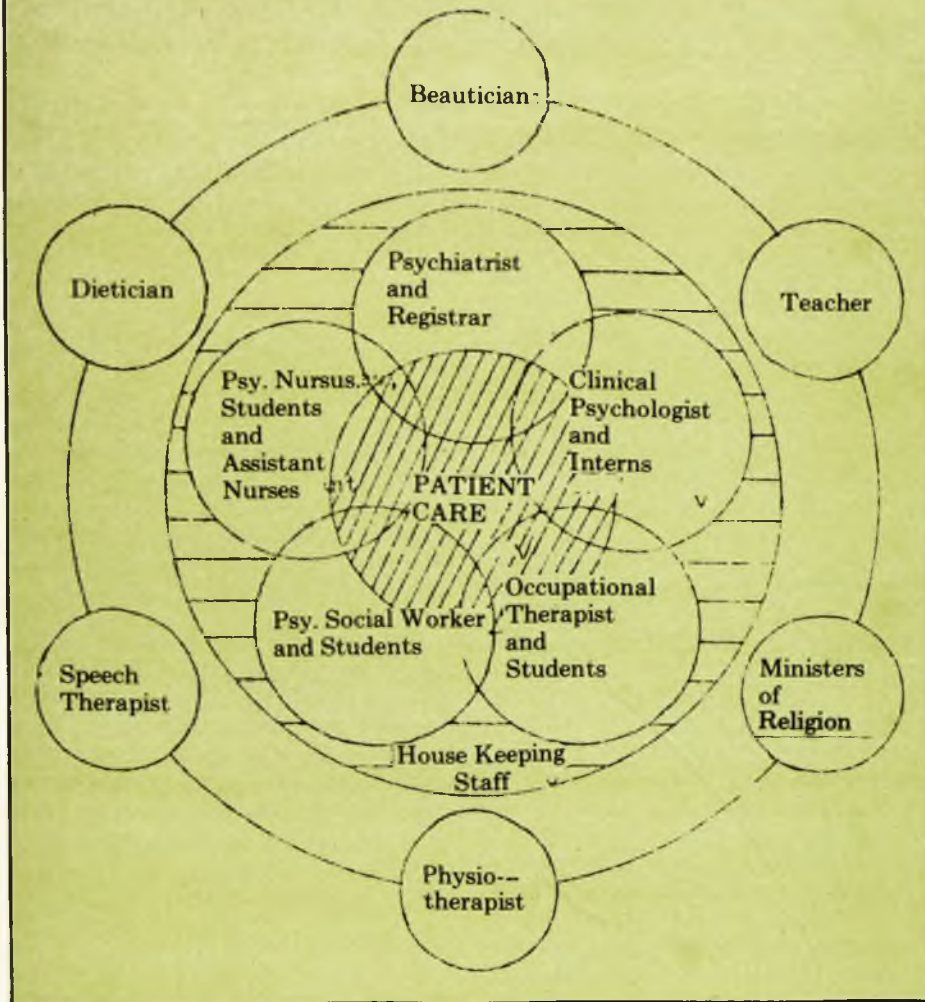 Beautician
Dietician
Teacher
Psychiatrist
and
Registrar
Psy. Nursus.
Students
and
Assistant
Nurses
Clinical
Psychologist
and
Interns
PATIENT
CARE
Psy. Social Worker
and Students
Occupational
Therapist
and
Students
Speech
Therapist
Ministers
of
Religion
House Keeping
Staff
Physio--
therapist